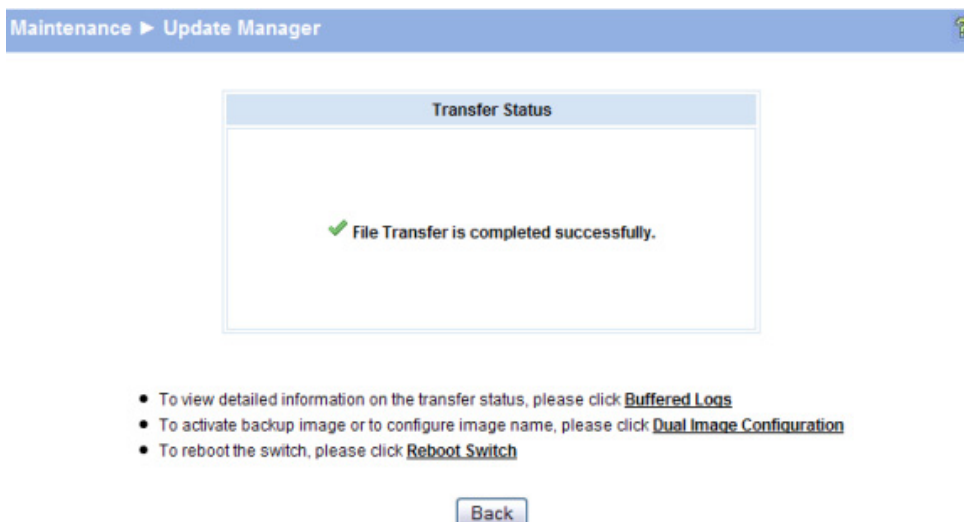 Maintenance ► Update Manager
Transfer Status
File Transfer is completed successfully.
● To view detailed information on the transfer status, please click Buffered Logs
● To activate backup image or to configure image name, please click Dual Image Configuration
● To reboot the switch, please click Reboot Switch
Back